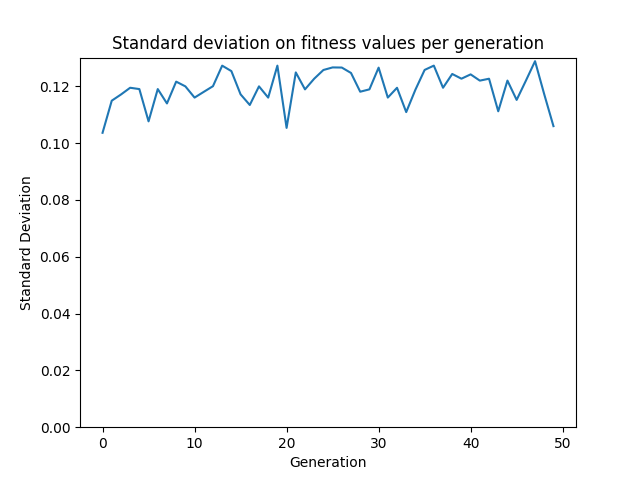 Standard deviation on fitness values per generation
0.12
0.10
0.08
0.06
0.04
0.02
0.00
Standard Deviation
0 10 20 30 40 50
Generation